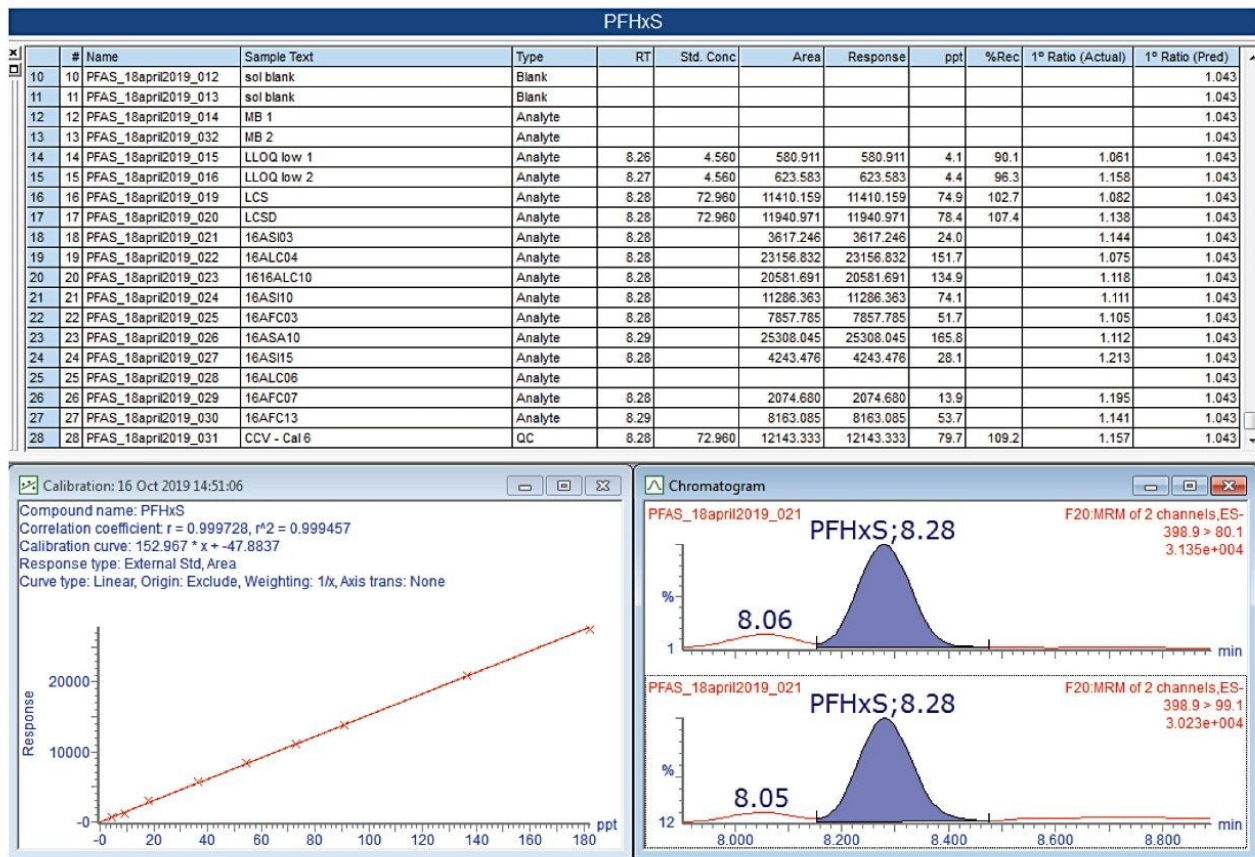 PFHxS
# Name Sample Text Type RT Std. Conc Area Response ppt %Rec 1º Ratio (Actual) 1º Ratio (Pred)
10 10 PFAS_18april2019_012 sol blank Blank 1.043
11 11 PFAS_18april2019_013 sol blank Blank 1.043
12 12 PFAS_18april2019_014 MB 1 Analyte 1.043
13 13 PFAS_18april2019_032 MB 2 Analyte 1.043
14 14 PFAS_18april2019_015 LLOQ low 1 Analyte 8.26 4.560 580.911 580.911 4.1 90.1 1.061 1.043
15 15 PFAS_18april2019_016 LLOQ low 2 Analyte 8.27 4.560 623.583 623.583 4.4 96.3 1.158 1.043
16 16 PFAS_18april2019_019 LCS Analyte 8.28 72.960 11410.159 11410.159 74.9 102.7 1.082 1.043
17 17 PFAS_18april2019_020 LCSD Analyte 8.28 72.960 11940.971 11940.971 78.4 107.4 1.138 1.043
18 18 PFAS_18april2019_021 16ASI03 Analyte 8.28 3617.246 3617.246 24.0 1.144 1.043
19 19 PFAS_18april2019_022 16ALC04 Analyte 8.28 23156.832 23156.832 151.7 1.075 1.043
20 20 PFAS_18april2019_023 1616ALC10 Analyte 8.28 20581.691 20581.691 134.9 1.118 1.043
21 21 PFAS_18april2019_024 16ASI10 Analyte 8.28 11286.363 11286.363 74.1 1.111 1.043
22 22 PFAS_18april2019_025 16AFC03 Analyte 8.28 7857.785 7857.785 51.7 1.105 1.043
23 23 PFAS_18april2019_026 16ASA10 Analyte 8.29 25308.045 25308.045 165.8 1.112 1.043
24 24 PFAS_18april2019_027 16ASI15 Analyte 8.28 4243.476 4243.476 28.1 1.213 1.043
25 25 PFAS_18april2019_028 16ALC06 Analyte 1.043
26 26 PFAS_18april2019_029 16AFC07 Analyte 8.28 2074.680 2074.680 13.9 1.195 1.043
27 27 PFAS_18april2019_030 16AFC13 Analyte 8.29 8163.085 8163.085 53.7 1.141 1.043
28 28 PFAS_18april2019_031 CCV - Cal 6 QC 8.28 72.960 12143.333 12143.333 79.7 109.2 1.157 1.043
Calibration: 16 Oct 2019 14:51:06
Compound name: PFHxS
Correlation coefficient: r = 0.999728, r^2 = 0.999457
Calibration curve: 152.967 * x + -47.8837
Response type: External Std, Area
Curve type: Linear, Origin: Exclude, Weighting: 1/x, Axis trans: None
Response
20000
10000
-0
-0 20 40 60 80 100 120 140 160 180 ppt
Chromatogram
PFAS_18april2019_021
F20:MRM of 2 channels,ES-
398.9 > 80.1
3.135e+004
PFHxS;8.28
8.06
%
1
min
PFAS_18april2019_021
F20:MRM of 2 channels,ES-
398.9 > 99.1
3.023e+004
PFHxS;8.28
8.05
%
12
min
8.000 8.200 8.400 8.600 8.800